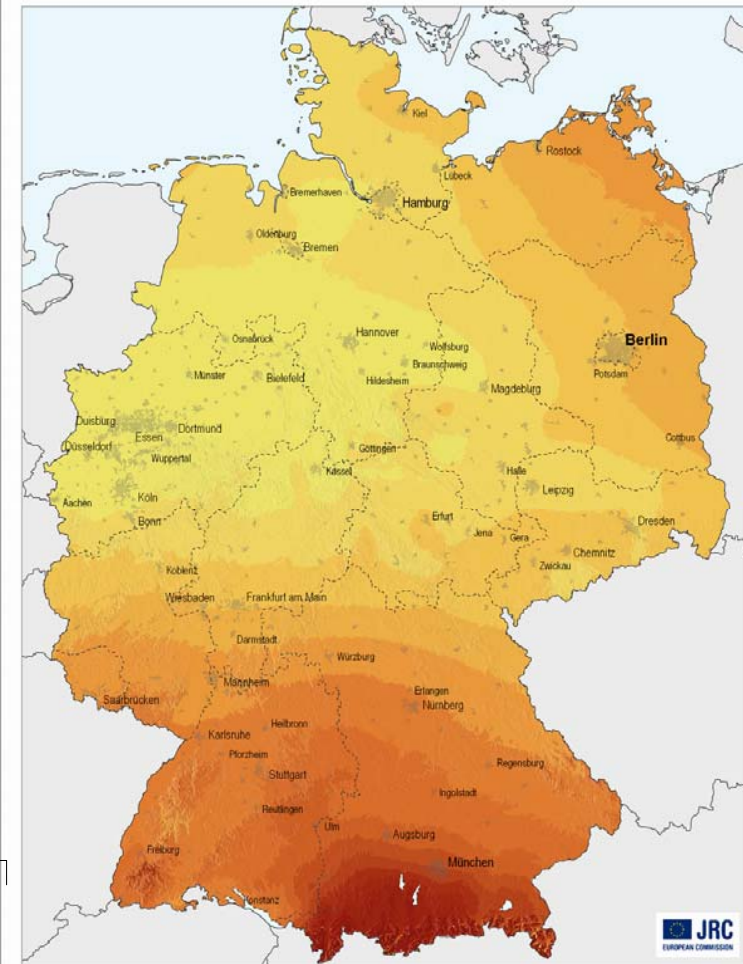 Kiel
Rostock
Lübeck
Bremerhaven
Hamburg
Oldenburg
Bremen
Osnabrück
Hannover
Wolfsburg
Berlin
Braunschweig
Münster
Bielefeld
Hildesheim
Magdeburg
Potsdam
Duisburg
Essen
Dortmund
Düsseldorf
Göttingen
Cottbus
Wuppertal
Kassel
Halle
Leipzig
Aachen
Köln
Bonn
Erfurt
Jena
Gera
Dresden
Chemnitz
Zwickau
Koblenz
Wiesbaden
Frankfurt am Main
Darmstadt
Würzburg
Mannheim
Erlangen
Saarbrücken
Nurnberg
Heilbronn
Karlsruhe
Pforzheim
Regensburg
Stuttgart
Ingolstadt
Reutlingen
Ulm
Augsburg
Freiburg
München
Konstanz
JRC
EUROPEAN COMMISSION